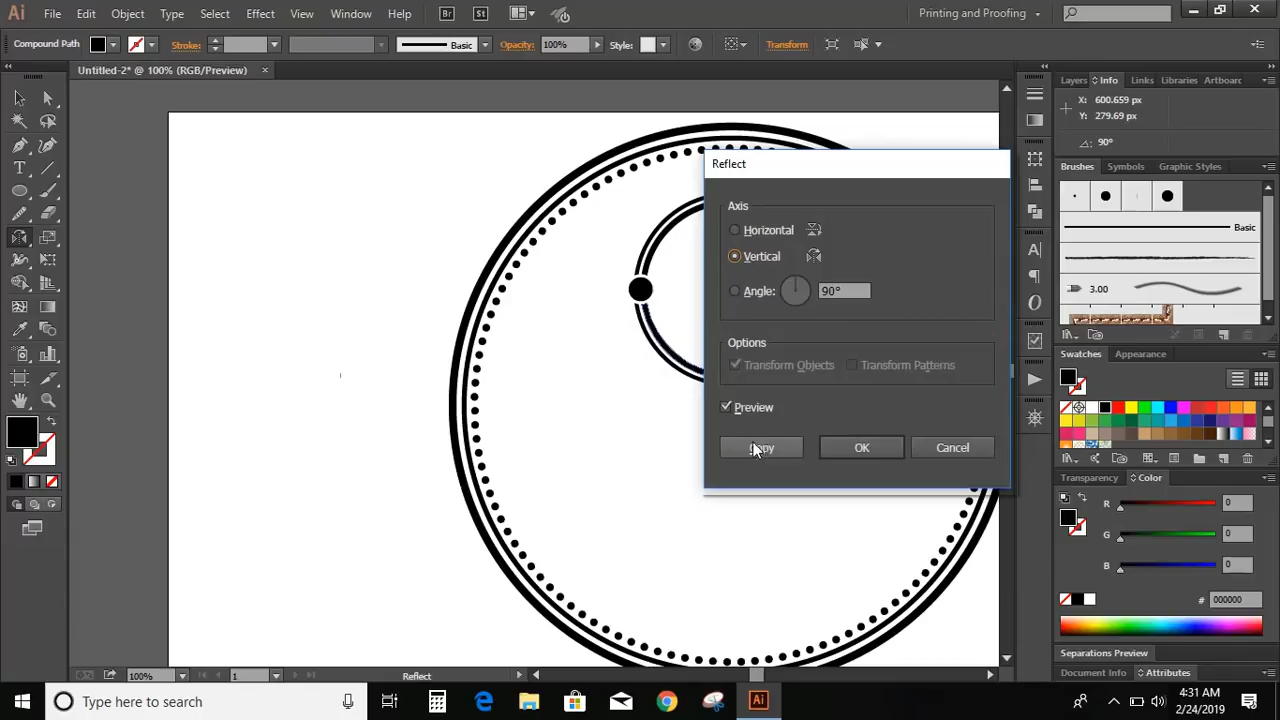 Ai File Edit Object Type Select Effect View Window Help Br St Printing and Proofing
Compound Path Stroke: Basic Opacity: 100% Style: Transform
Untitled-2* @ 100% (RGB/Preview) ×
Layers Info Links Libraries Artboarc
X: 600.659 px
Y: 279.69 px
90°
Brushes Symbols Graphic Styles
Basic
3.00
Swatches Appearance
Transparency Color
R 0
G 0
B 0
# 000000
Separations Preview
Document Info Attributes
Reflect
Axis
Horizontal
Vertical
Angle: 90°
Options
Transform Objects Transform Patterns
Preview
OK Cancel
100% 1 Reflect
Type here to search
Ai
4:31 AM
2/24/2019